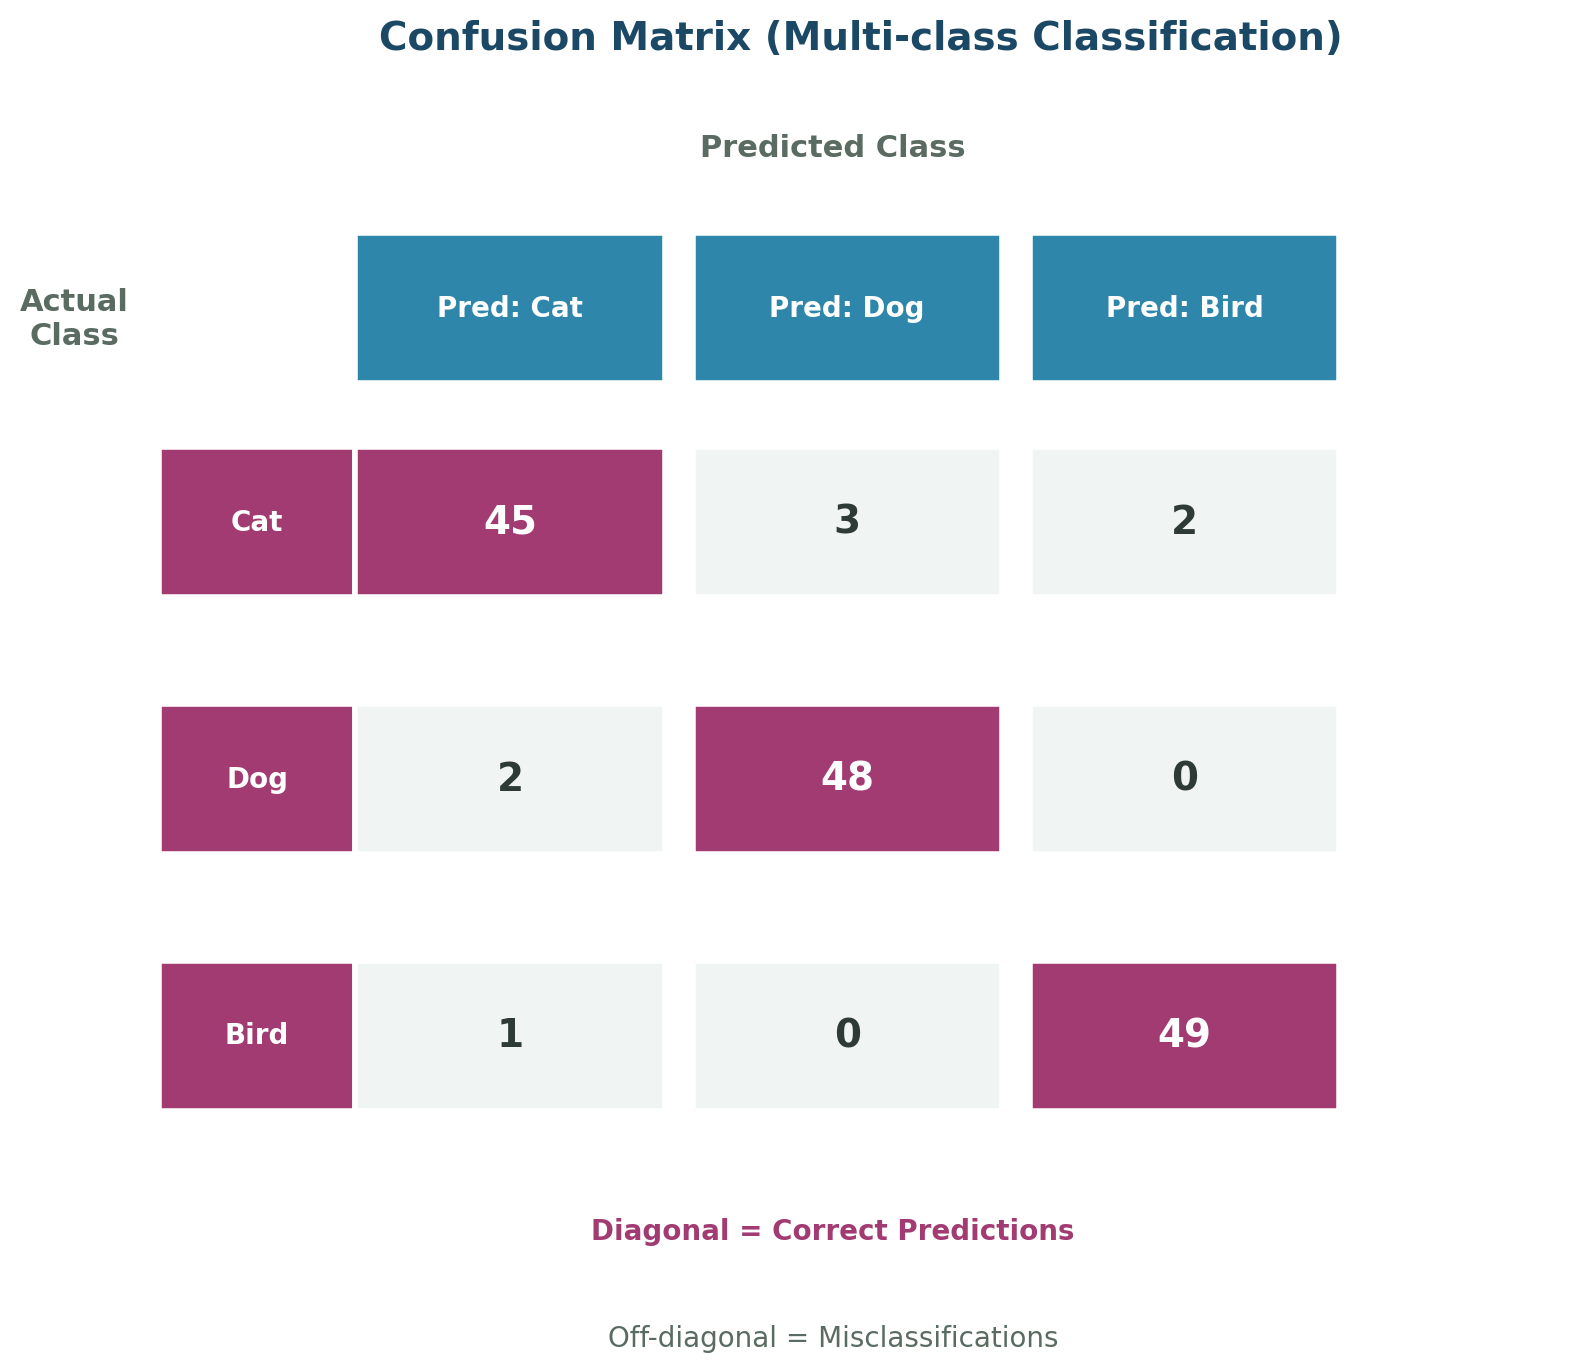 Confusion Matrix (Multi-class Classification)
Predicted Class
Actual
Class
Pred: Cat
Pred: Dog
Pred: Bird
Cat
45
3
2
Dog
2
48
0
Bird
1
0
49
Diagonal = Correct Predictions
Off-diagonal = Misclassifications